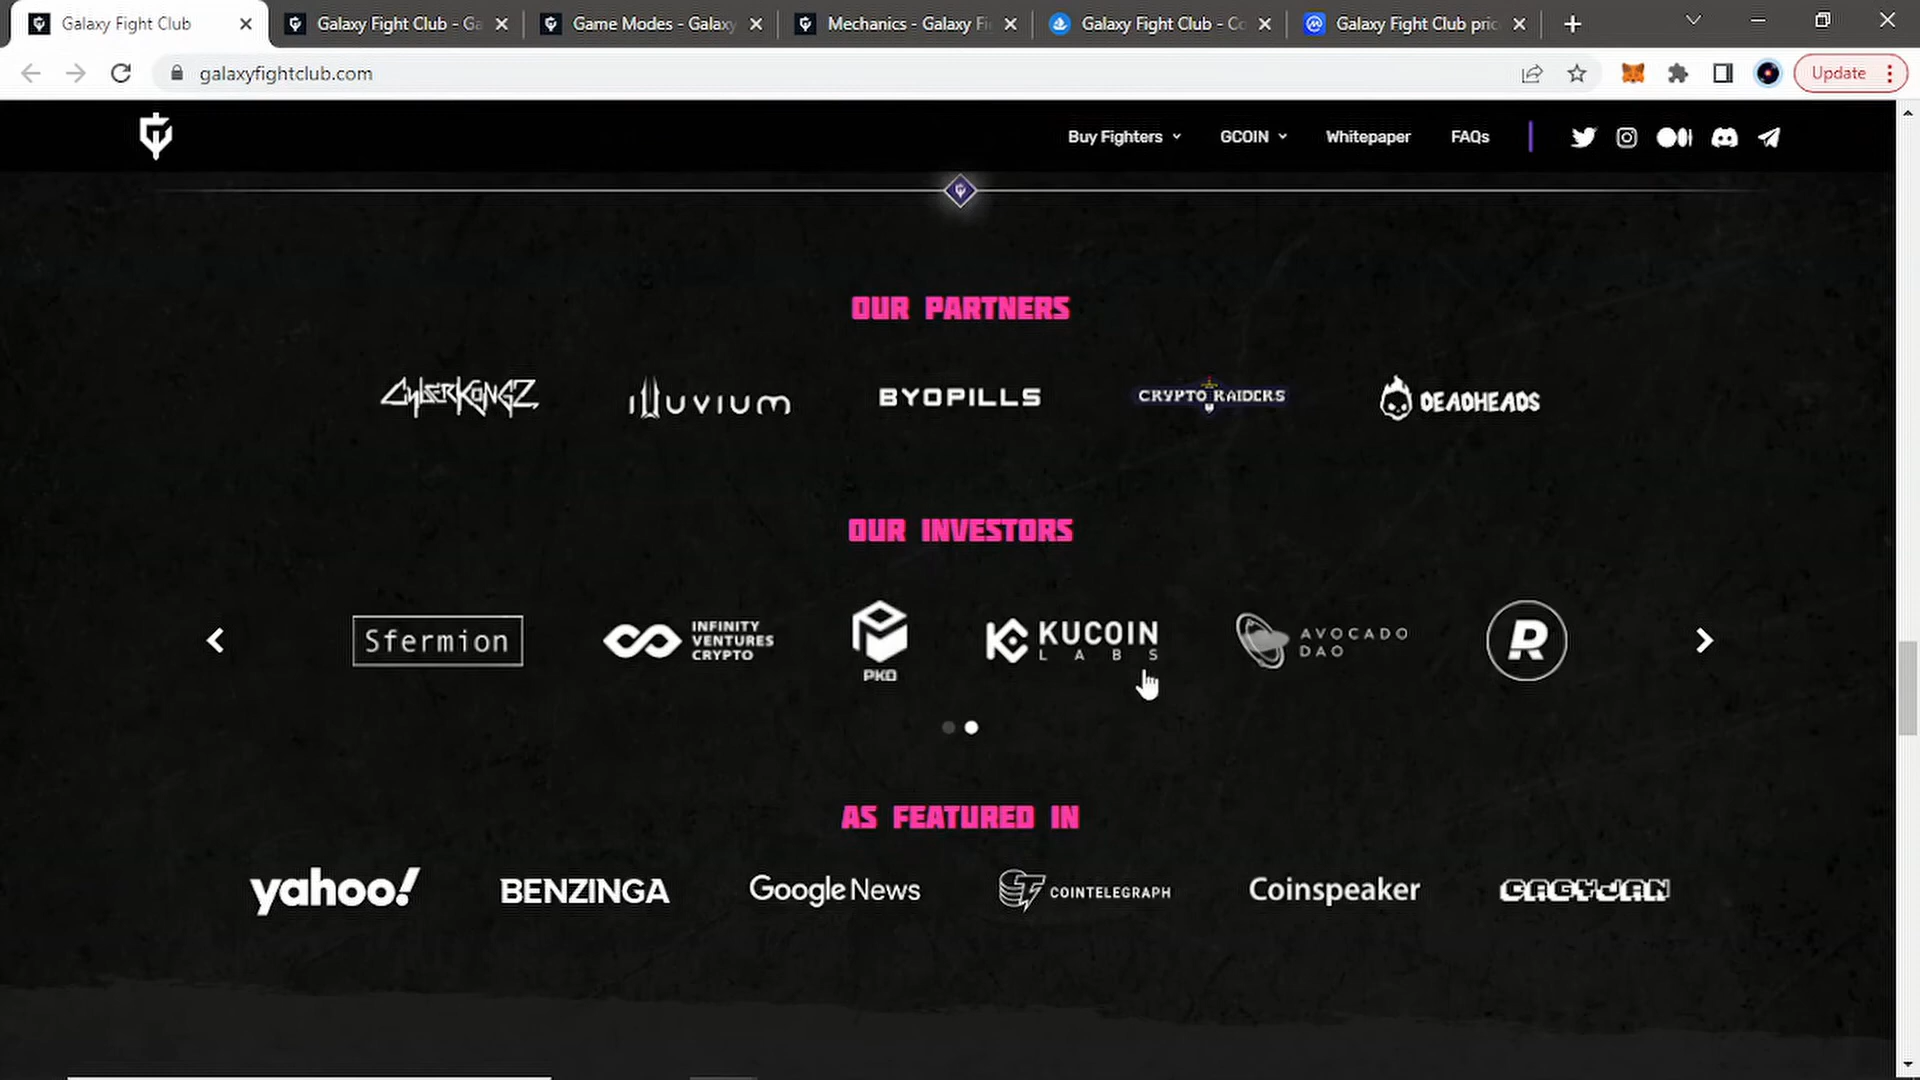 Galaxy Fight Club
Galaxy Fight Club - Ga
Game Modes - Galaxy
Mechanics - Galaxy Fi
Galaxy Fight Club - Co
Galaxy Fight Club pric
galaxyfightclub.com
Update
Buy Fighters
GCOIN
Whitepaper
FAQs
OUR PARTNERS
CYBERKONGZ
ILLUVIUM
BYOPILLS
CRYPTO RAIDERS
DEADHEADS
OUR INVESTORS
Sfermion
INFINITY
VENTURES
CRYPTO
PKO
KUCOIN
LABS
AVOCADO
DAO
R
AS FEATURED IN
yahoo!
BENZINGA
Google News
COINTELEGRAPH
Coinspeaker
CAGYJAN